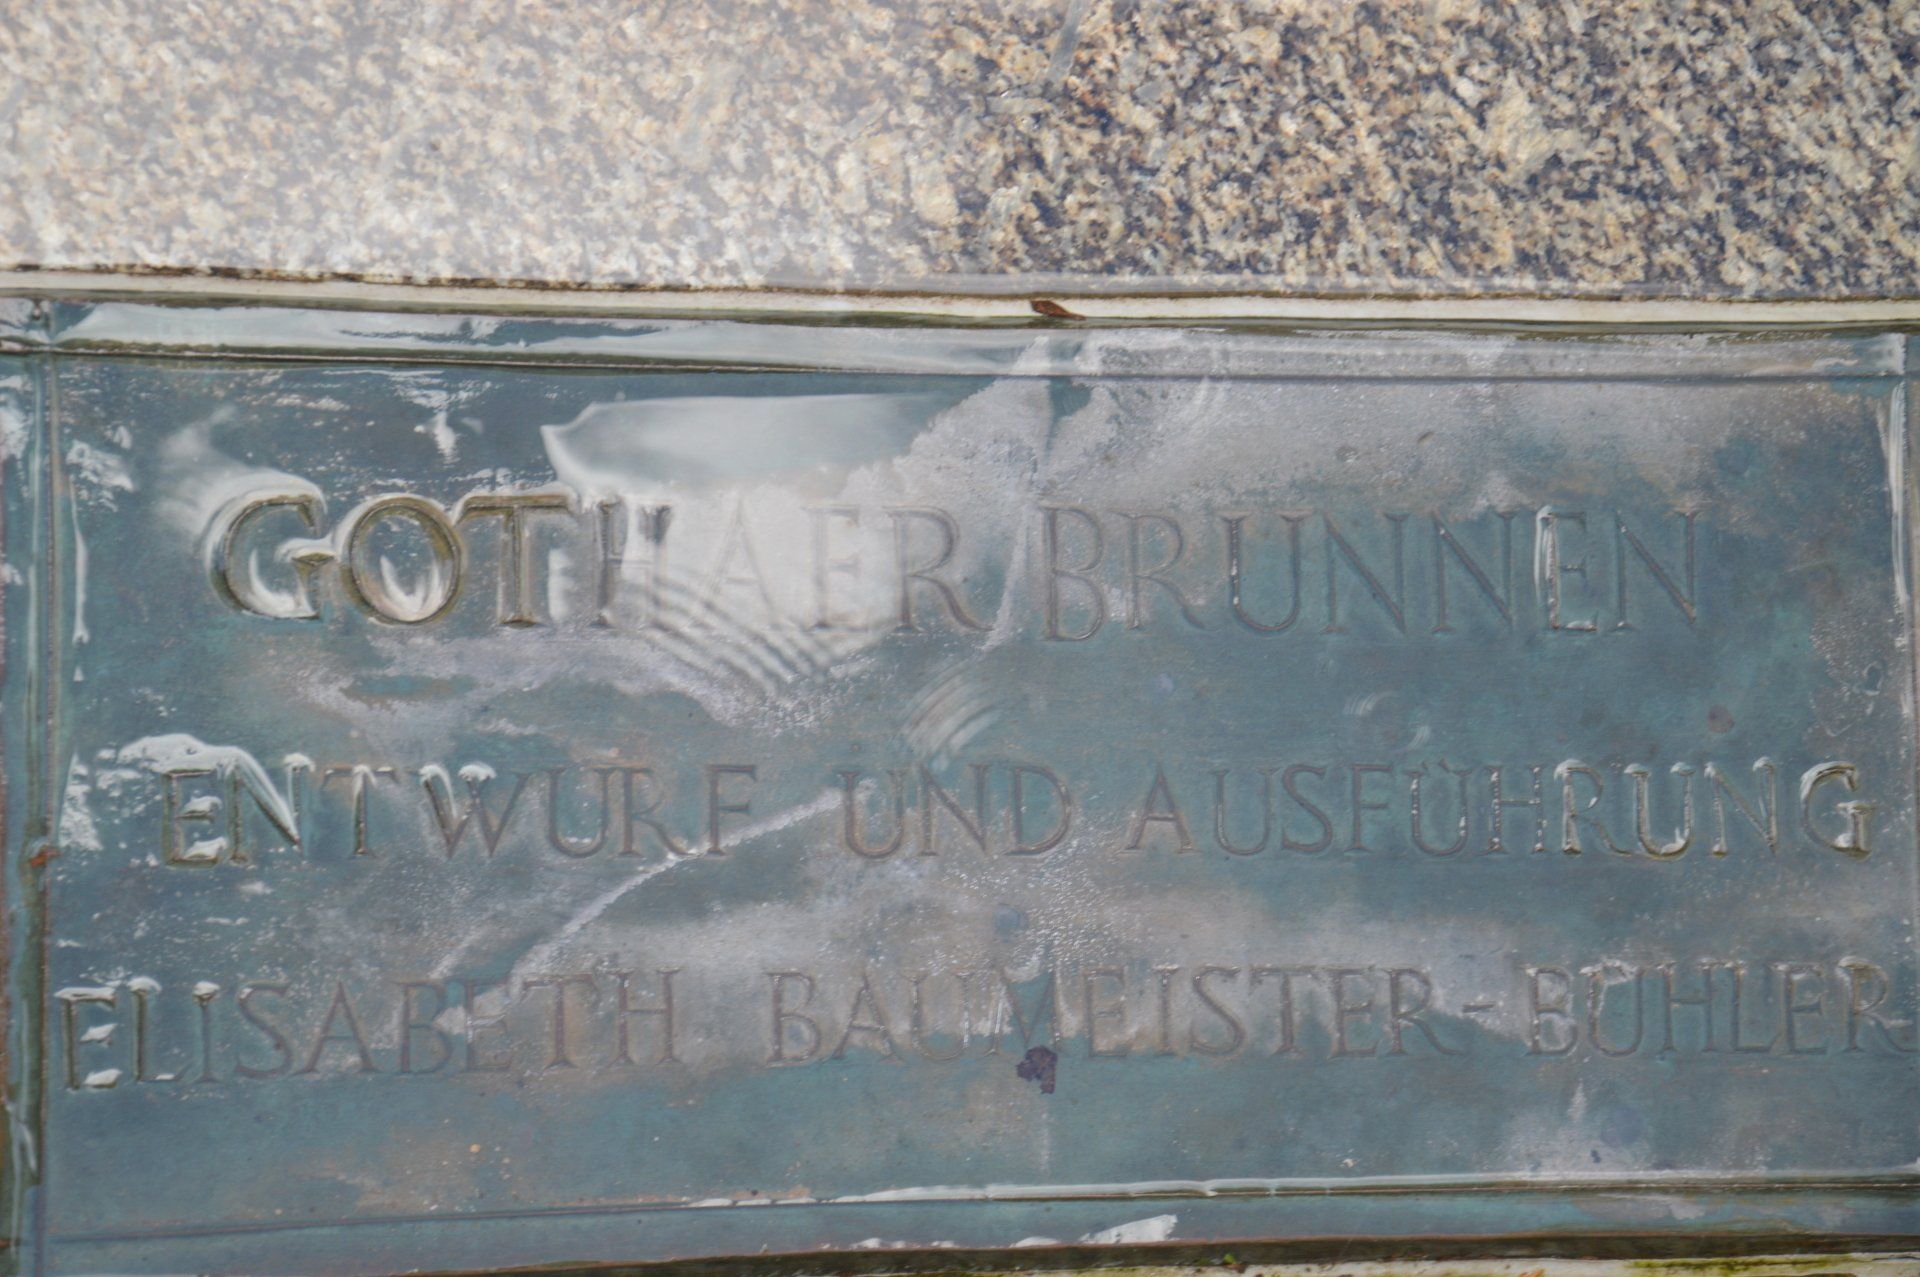 GOTHAER BRUNNEN
ENTWURF UND AUSFÜHRUNG
ELISABETH BAUMEISTER-BÜHLER